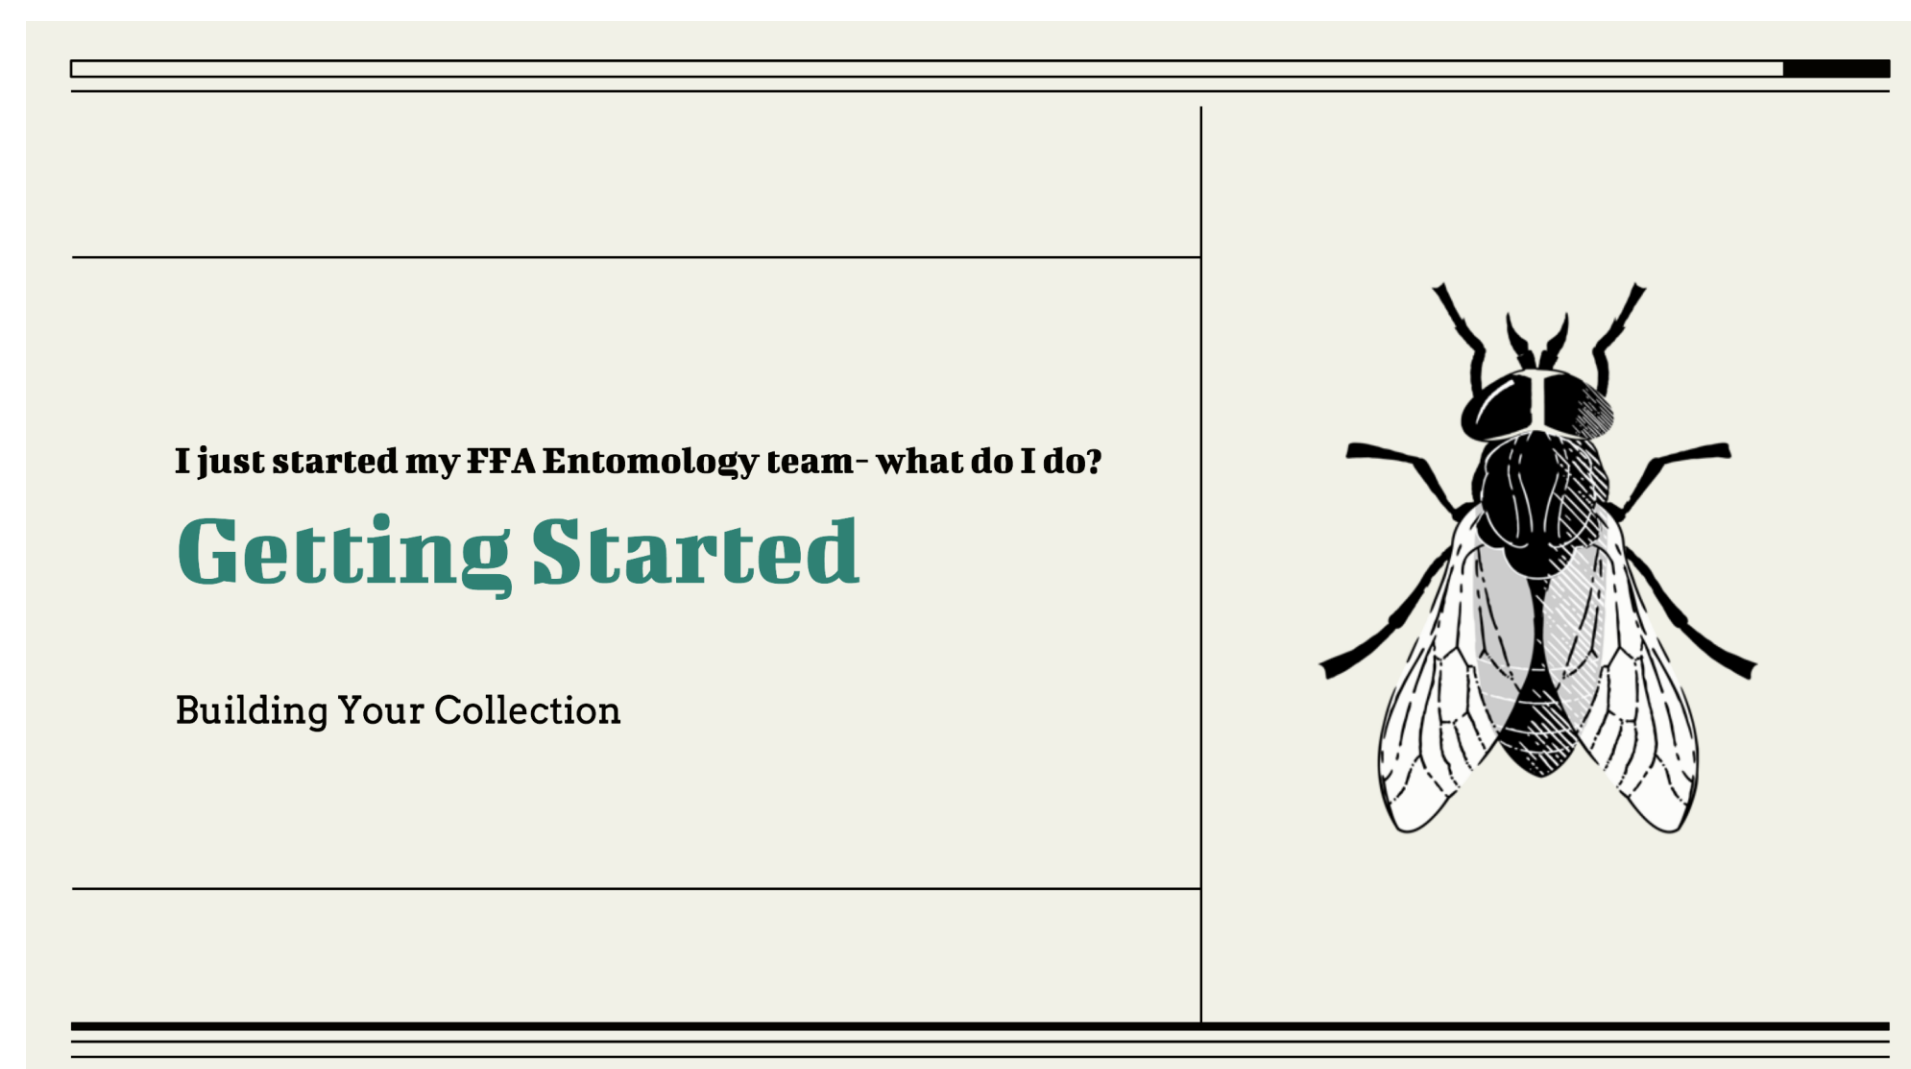 I just started my FFA Entomology team- what do I do?
Getting Started
Building Your Collection